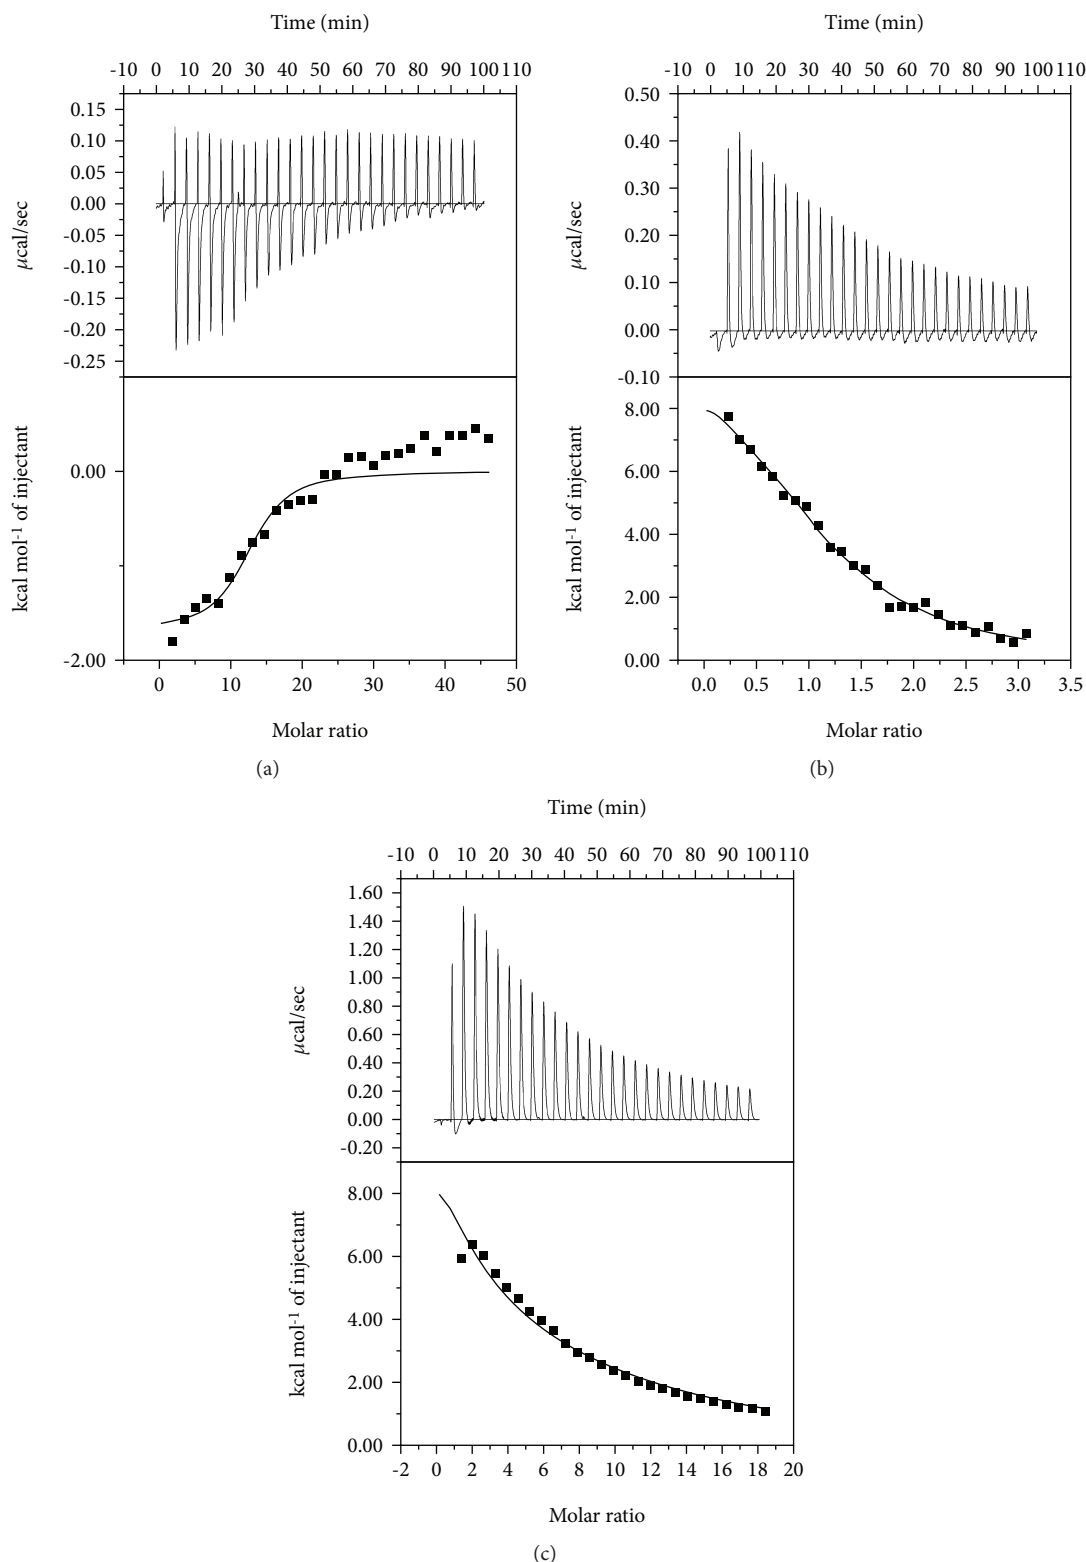 Time (min)
-10 0 10 20 30 40 50 60 70 80 90 100 110
0.15
0.10
0.05
0.00
-0.05
-0.10
-0.15
-0.20
-0.25
μcal/sec
0.00
-2.00
kcal mol-1 of injectant
0 10 20 30 40 50
Molar ratio
(a)
Time (min)
-10 0 10 20 30 40 50 60 70 80 90 100 110
0.50
0.40
0.30
0.20
0.10
0.00
-0.10
μcal/sec
8.00
6.00
4.00
2.00
0.00
kcal mol-1 of injectant
0.0 0.5 1.0 1.5 2.0 2.5 3.0 3.5
Molar ratio
(b)
Time (min)
-10 0 10 20 30 40 50 60 70 80 90 100 110
1.60
1.40
1.20
1.00
0.80
0.60
0.40
0.20
0.00
-0.20
μcal/sec
8.00
6.00
4.00
2.00
0.00
kcal mol-1 of injectant
-2 0 2 4 6 8 10 12 14 16 18 20
Molar ratio
(c)